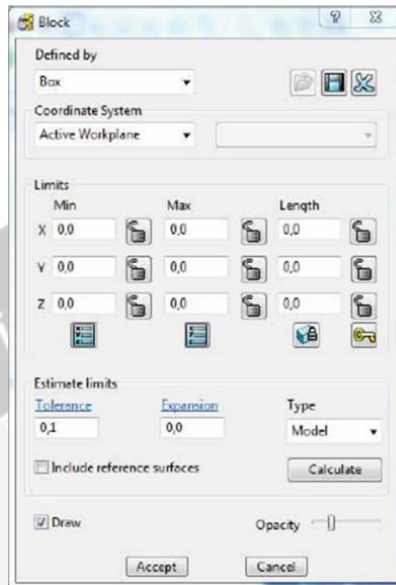 Block
Defined by
Box
Coordinate System
Active Workplane
Limits
Min Max Length
X 0,0 0,0 0,0
Y 0,0 0,0 0,0
Z 0,0 0,0 0,0
Estimate limits
Tolerance Expansion Type
0,1 0,0 Model
Include reference surfaces Calculate
Draw Opacity
Accept Cancel